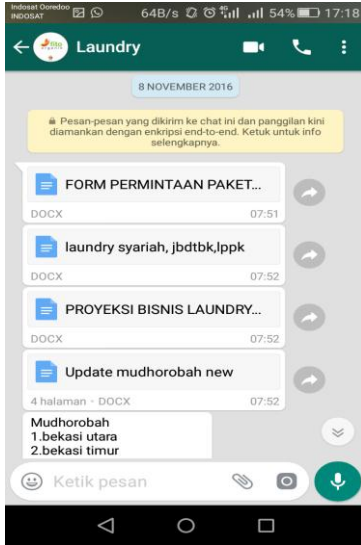 Indosat Ooredoo
INDOSAT
64B/s 4G 54% 17:18
Laundry
8 NOVEMBER 2016
Pesan-pesan yang dikirim ke chat ini dan panggilan kini
diamankan dengan enkripsi end-to-end. Ketuk untuk info
selengkapnya.
FORM PERMINTAAN PAKET...
DOCX 07:51
laundry syariah, jbdtbk,lppk
DOCX 07:52
PROYEKSI BISNIS LAUNDRY...
DOCX 07:52
Update mudhorobah new
4 halaman · DOCX 07:52
Mudhorobah
1.bekasi utara
2.bekasi timur
Ketik pesan